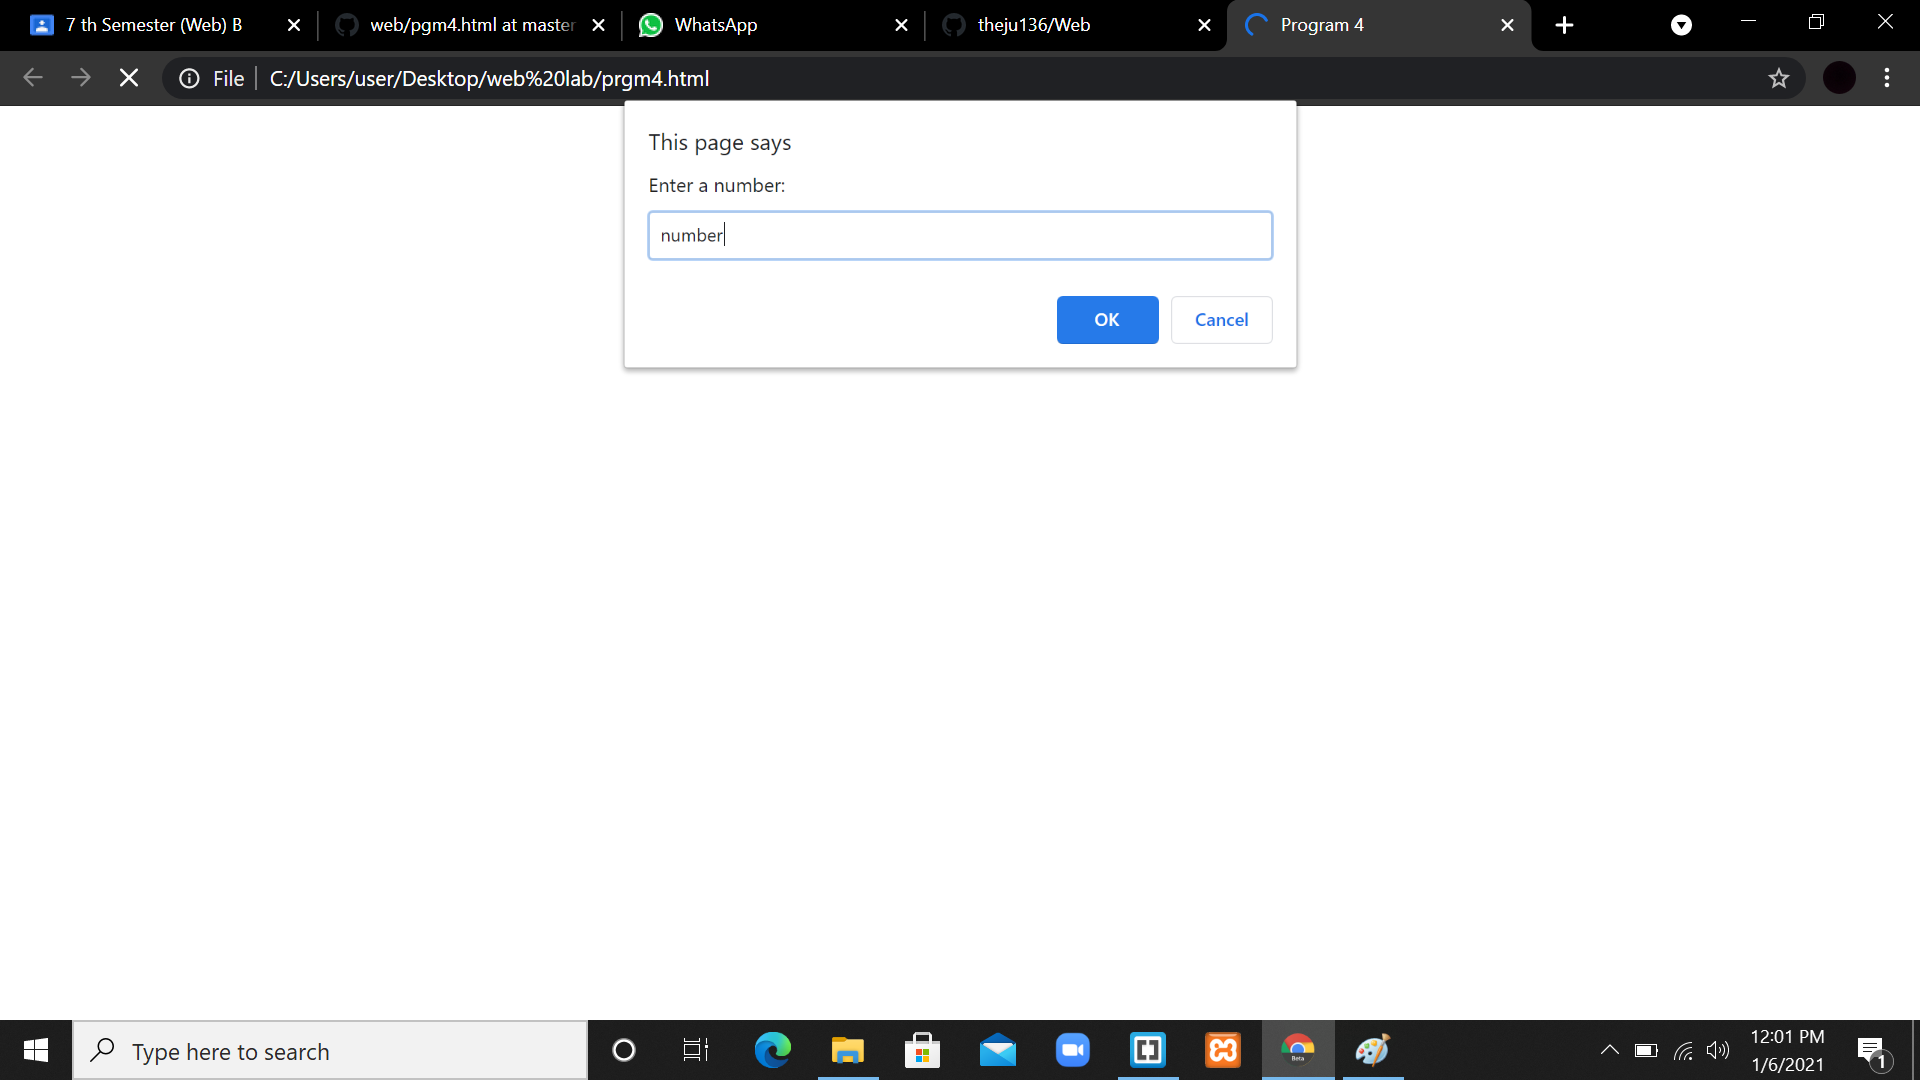 7 th Semester (Web) B
web/pgm4.html at master
WhatsApp
theju136/Web
Program 4
File
C:/Users/user/Desktop/web%20lab/prgm4.html
This page says
Enter a number:
number
OK
Cancel
Type here to search
Beta
12:01 PM
1/6/2021
1